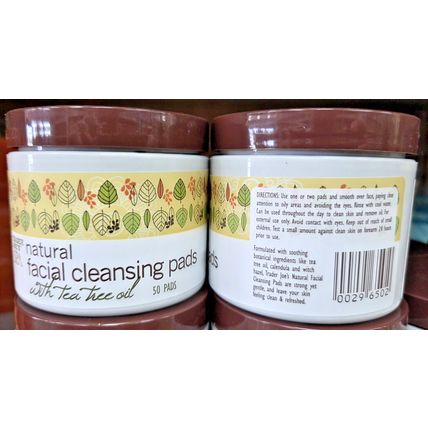 natural
facial cleansing pads
with tea tree oil
50 PADS
ds
DIRECTIONS: Use one or two pads and smooth over face, paying close
attention to oily areas and avoiding the eyes. Rinse with cool water.
Can be used throughout the day to clean skin and remove oil. For
external use only. Avoid contact with eyes. Keep out of reach of small
children. Test a small amount against clean skin on forearm 24 hours
prior to use.
Formulated with soothing
botanical ingredients like tea
tree oil, calendula and witch
hazel, Trader Joe's Natural Facial
Cleansing Pads are strong yet
gentle, and leave your skin
feeling clean & refreshed.
0029 6502